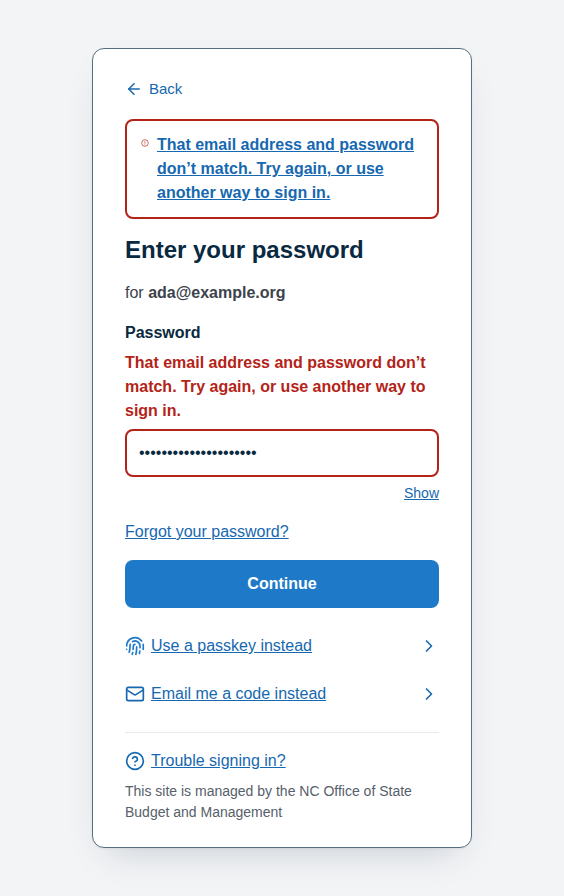 Back
That email address and password
don’t match. Try again, or use
another way to sign in.
Enter your password
for ada@example.org
Password
That email address and password don’t
match. Try again, or use another way to
sign in.
•••••••••••••••••••••
Show
Forgot your password?
Continue
Use a passkey instead
Email me a code instead
Trouble signing in?
This site is managed by the NC Office of State
Budget and Management